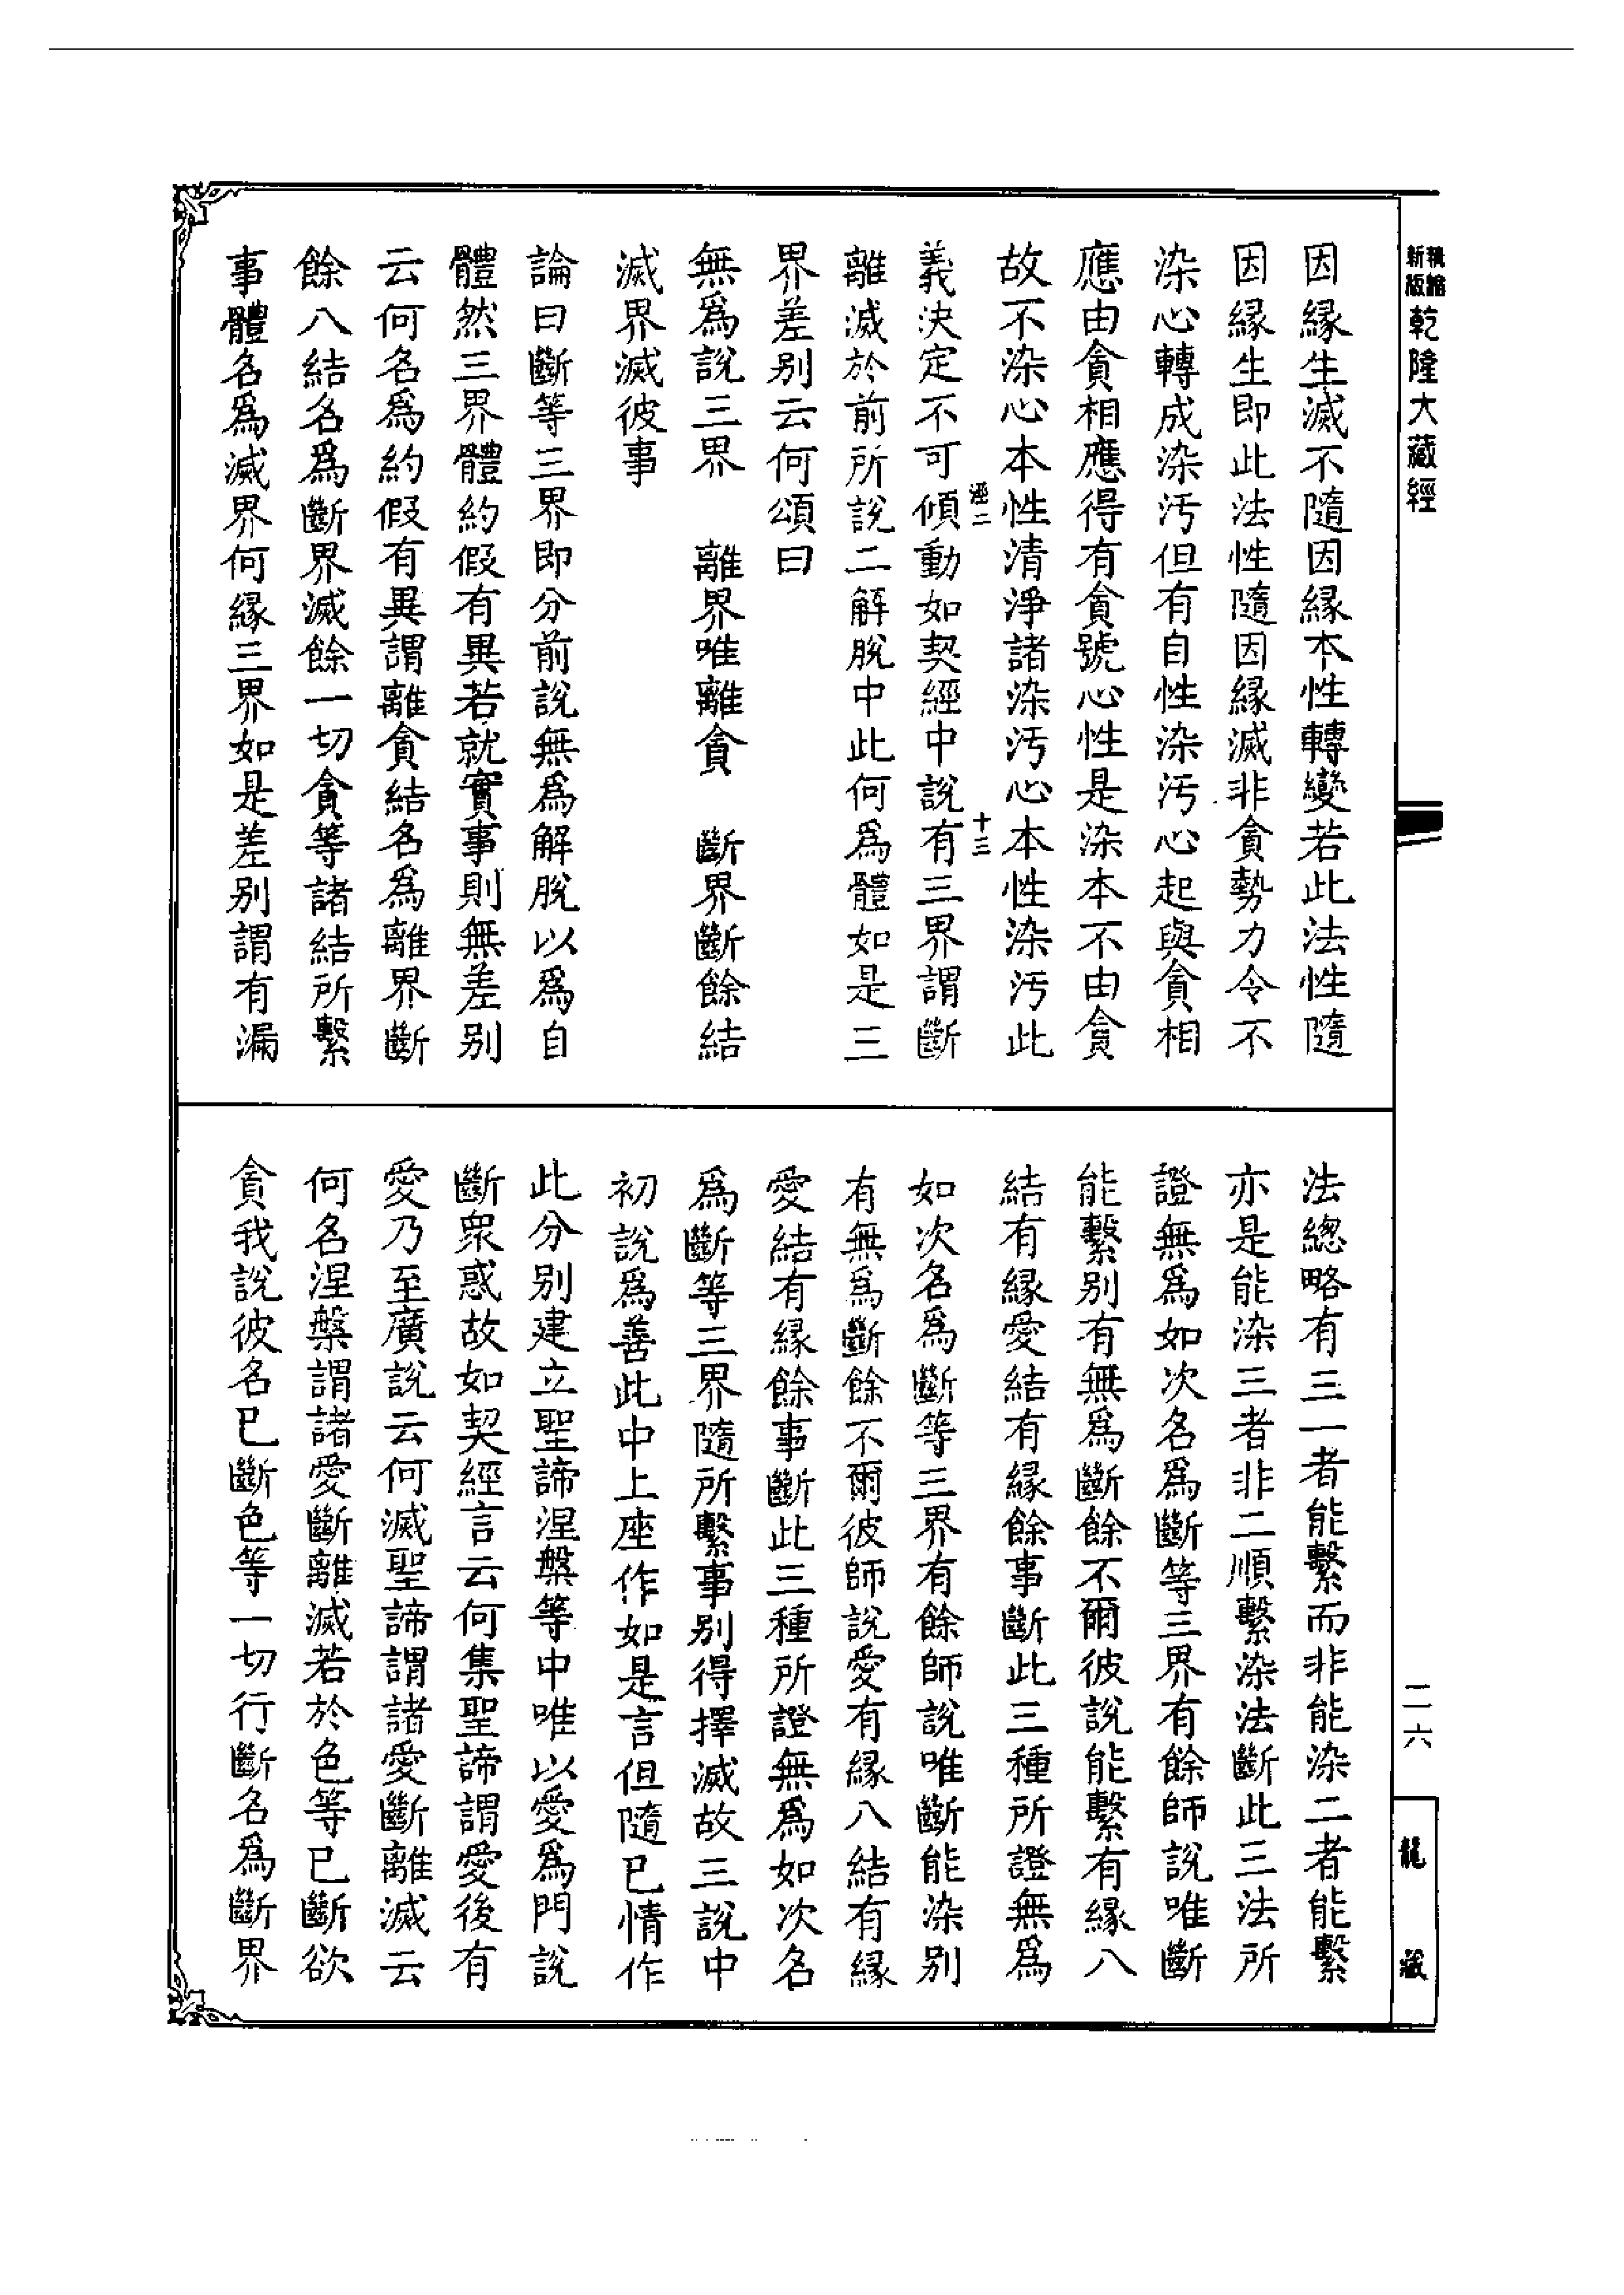 新版
乾隆大藏經
因緣生滅不隨因緣本性轉變若此法性隨
因緣生即此法性隨因緣滅非貪勢力令不
染心轉成染污但有自性染污心起與貪相
應由貪相應得有貪號心性是染本不由貪
故不染心本性清淨諸染污心本性染污此
十三
義決定不可傾動如契經中說有三界謂斷
離滅於前所說二解脫中此何爲體如是三
界差別云何頌曰
無爲說三界　離界唯離貪　斷界斷餘結
滅界滅彼事
論曰斷等三界即分前說無爲解脫以爲自
體然三界體約假有異若就實事則無差別
云何名爲約假有異謂離貪結名爲離界斷
餘八結名爲斷界滅餘一切貪等諸結所繫
事體名爲滅界何緣三界如是差別謂有漏
法總略有三一者能繫而非能染二者能繫
亦是能染三者非二順繫染法斷此三法所
證無爲如次名爲斷等三界有餘師說唯斷
能繫別有無爲斷餘不爾彼說能繫有緣八
結有緣愛結有緣餘事斷此三種所證無爲
如次名爲斷等三界有餘師說唯斷能染別
有無爲斷餘不爾彼師說愛有緣八結有緣
愛結有緣餘事斷此三種所證無爲如次名
爲斷等三界隨所繫事別得擇滅故三說中
初說爲善此中上座作如是言但隨已情作
此分別建立聖諦涅槃等中唯以愛爲門說
斷眾惑故如契經言云何集聖諦謂愛後有
愛乃至廣說云何滅聖諦謂諸愛斷離滅云
何名涅槃謂諸愛斷離滅若於色等已斷欲
貪我說彼名已斷色等一切行斷名爲斷界
二六
龍藏